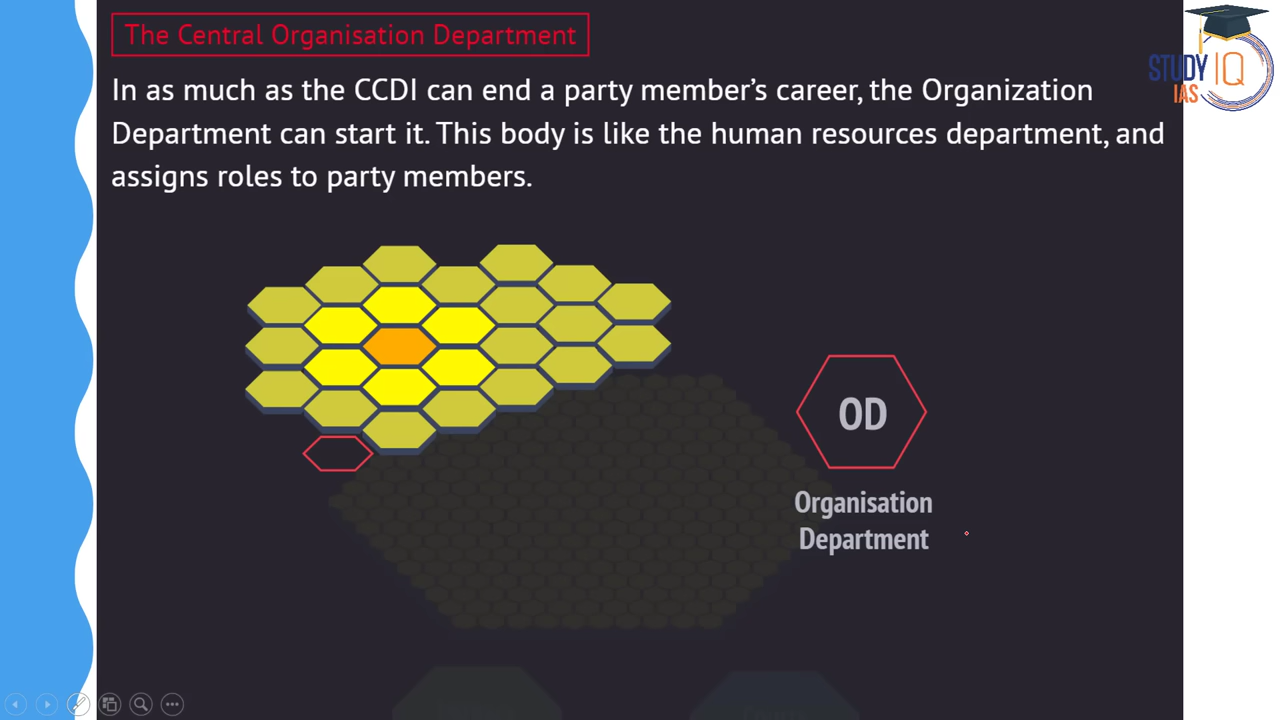 The Central Organisation Department
In as much as the CCDI can end a party member's career, the Organization
Department can start it. This body is like the human resources department, and
assigns roles to party members.
STUDY IQ
IAS
OD
Organisation
Department